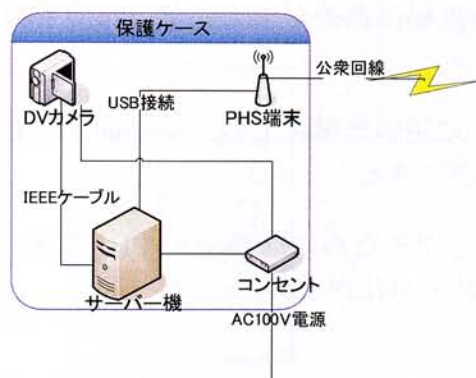 保護ケース
公衆回線
USB接続
DVカメラ
PHS端末
IEEEケーブル
サーバー機
コンセント
AC100V電源